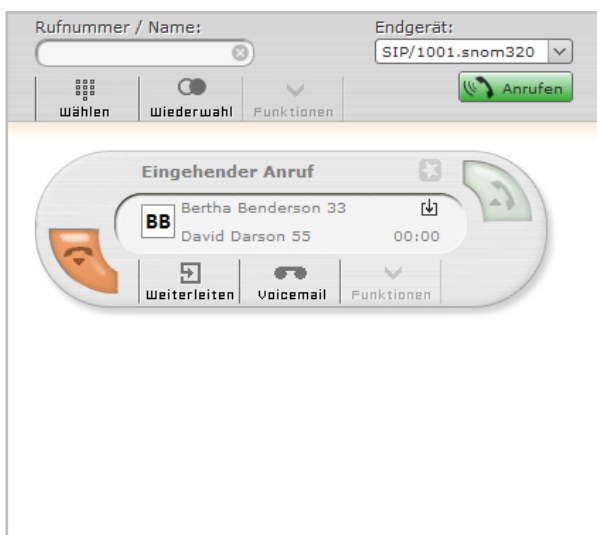 Rufnummer / Name:
Endgerät:
SIP/1001.snom320
Wählen
Wiederwahl
Funktionen
Anrufen
Eingehender Anruf
BB
Bertha Benderson 33
David Darson 55
00:00
Weiterleiten
Voicemail
Funktionen